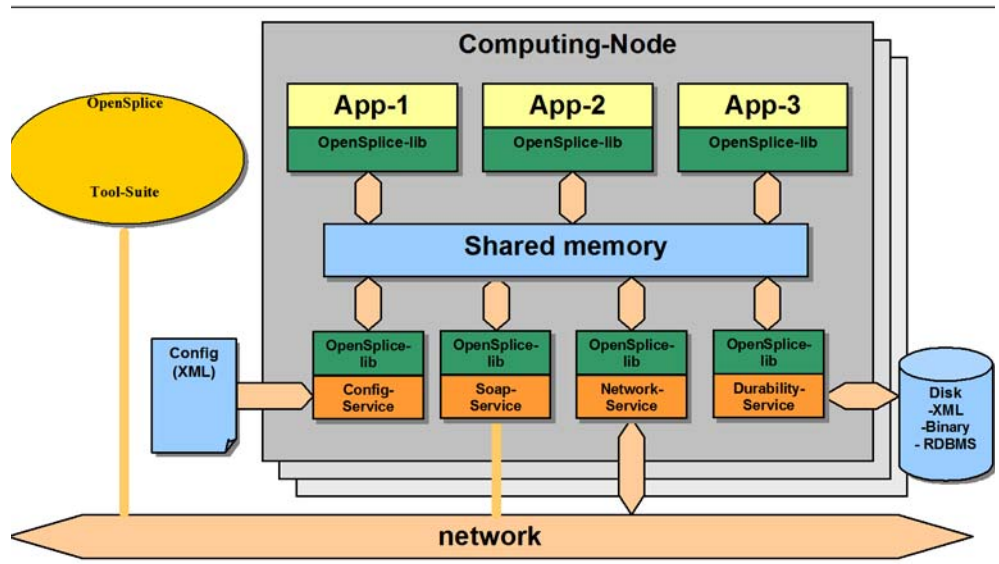 Computing-Node
OpenSplice
Tool-Suite
App-1
OpenSplice-lib
App-2
OpenSplice-lib
App-3
OpenSplice-lib
Shared memory
Config
(XML)
OpenSplice-
lib
Config-
Service
OpenSplice-
lib
Soap-
Service
OpenSplice-
lib
Network-
Service
OpenSplice-
lib
Durability-
Service
Disk
-XML
-Binary
- RDBMS
network